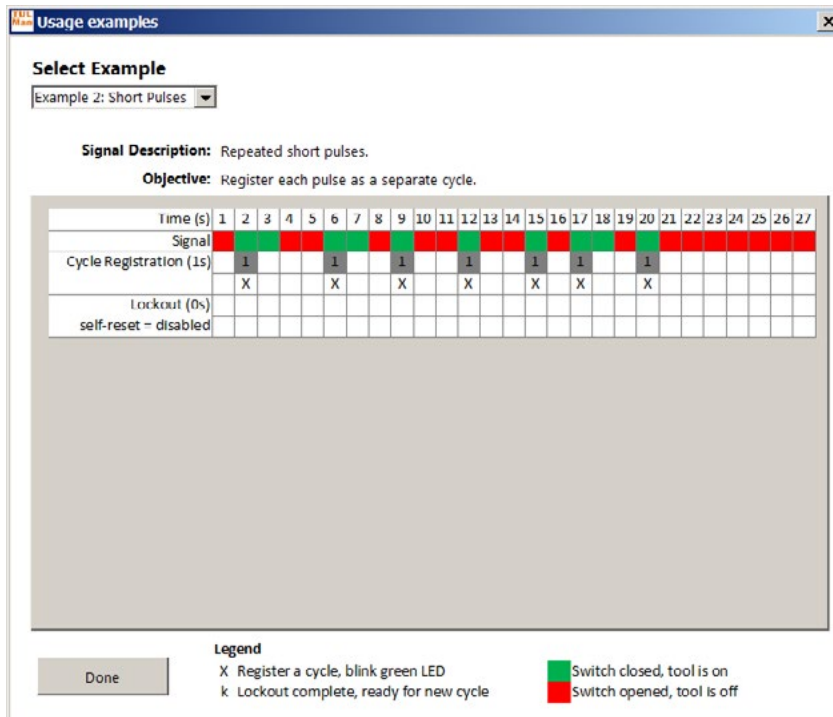 TUL
Man Usage examples
Select Example
Example 2: Short Pulses
Signal Description: Repeated short pulses.
Objective: Register each pulse as a separate cycle.
Time (s) 1 2 3 4 5 6 7 8 9 10 11 12 13 14 15 16 17 18 19 20 21 22 23 24 25 26 27
Signal
Cycle Registration (1s) 1 1 1 1 1 1 1
X X X X X X X
Lockout (0s)
self-reset = disabled
Legend
X Register a cycle, blink green LED
k Lockout complete, ready for new cycle
Switch closed, tool is on
Switch opened, tool is off
Done